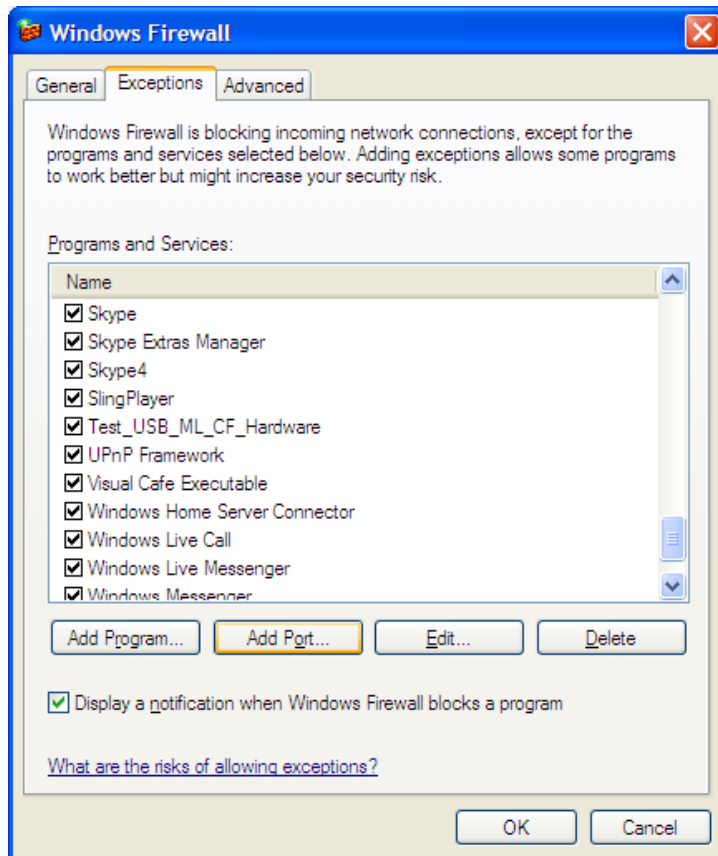 Windows Firewall
General Exceptions Advanced
Windows Firewall is blocking incoming network connections, except for the
programs and services selected below. Adding exceptions allows some programs
to work better but might increase your security risk.
Programs and Services:
Name
Skype
Skype Extras Manager
Skype4
SlingPlayer
Test_USB_ML_CF_Hardware
UPnP Framework
Visual Cafe Executable
Windows Home Server Connector
Windows Live Call
Windows Live Messenger
Windows Messenger
Add Program... Add Port... Edit... Delete
Display a notification when Windows Firewall blocks a program
What are the risks of allowing exceptions?
OK Cancel